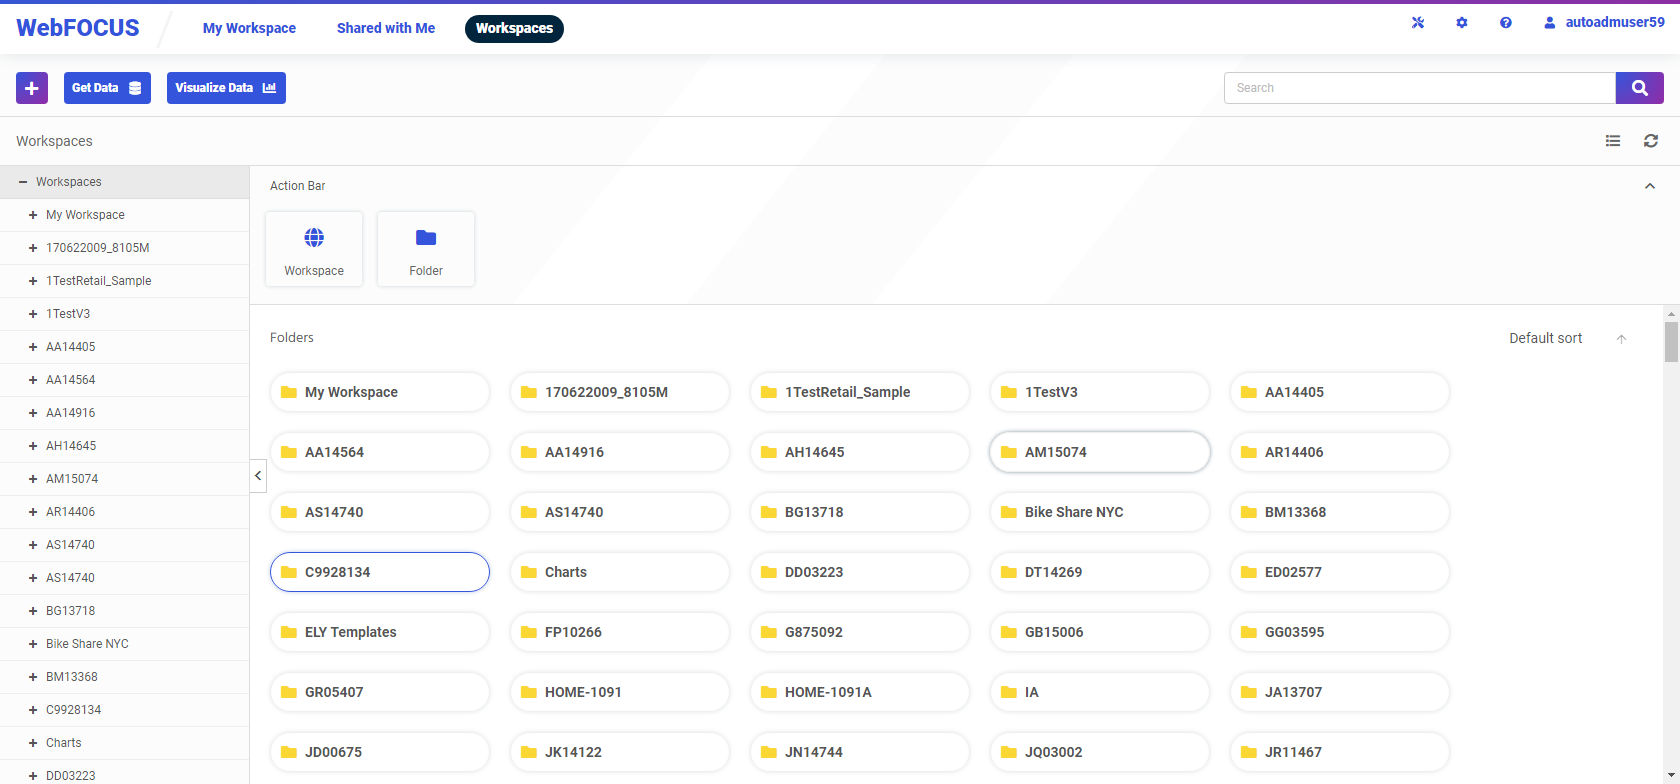 WebFOCUS
My Workspace
Shared with Me
Workspaces
autoadmuser59
Get Data
Visualize Data
Search
Workspaces
Workspaces
My Workspace
170622009_8105M
1TestRetail_Sample
1TestV3
AA14405
AA14564
AA14916
AH14645
AM15074
AR14406
AS14740
AS14740
BG13718
Bike Share NYC
BM13368
C9928134
Charts
DD03223
Action Bar
Workspace
Folder
Folders
Default sort
My Workspace
170622009_8105M
1TestRetail_Sample
1TestV3
AA14405
AA14564
AA14916
AH14645
AM15074
AR14406
AS14740
AS14740
BG13718
Bike Share NYC
BM13368
C9928134
Charts
DD03223
DT14269
ED02577
ELY Templates
FP10266
G875092
GB15006
GG03595
GR05407
HOME-1091
HOME-1091A
IA
JA13707
JD00675
JK14122
JN14744
JQ03002
JR11467